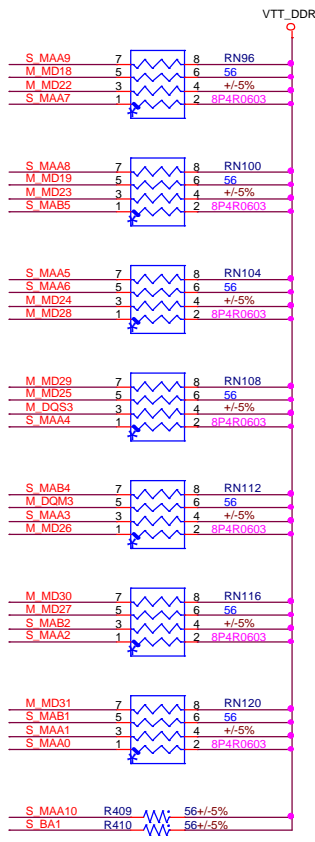 VTT_DDR
S_MAA9 7 8 RN96
M_MD18 5 6 56
M_MD22 3 4 +/-5%
S_MAA7 1 2 8P4R0603
S_MAA8 7 8 RN100
M_MD19 5 6 56
M_MD23 3 4 +/-5%
S_MAB5 1 2 8P4R0603
S_MAA5 7 8 RN104
S_MAA6 5 6 56
M_MD24 3 4 +/-5%
M_MD28 1 2 8P4R0603
M_MD29 7 8 RN108
M_MD25 5 6 56
M_DQS3 3 4 +/-5%
S_MAA4 1 2 8P4R0603
S_MAB4 7 8 RN112
M_DQM3 5 6 56
S_MAA3 3 4 +/-5%
M_MD26 1 2 8P4R0603
M_MD30 7 8 RN116
M_MD27 5 6 56
S_MAB2 3 4 +/-5%
S_MAA2 1 2 8P4R0603
M_MD31 7 8 RN120
S_MAB1 5 6 56
S_MAA1 3 4 +/-5%
S_MAA0 1 2 8P4R0603
S_MAA10 R409 56+/-5%
S_BA1 R410 56+/-5%